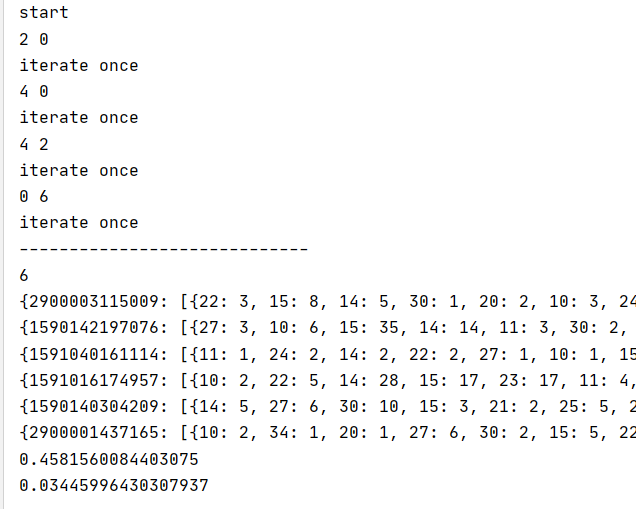 start
2 0
iterate once
4 0
iterate once
4 2
iterate once
0 6
iterate once
-----------------------------
6
{2900003115009: [{22: 3, 15: 8, 14: 5, 30: 1, 20: 2, 10: 3, 24
{1590142197076: [{27: 3, 10: 6, 15: 35, 14: 14, 11: 3, 30: 2,
{1591040161114: [{11: 1, 24: 2, 14: 2, 22: 2, 27: 1, 10: 1, 15
{1591016174957: [{10: 2, 22: 5, 14: 28, 15: 17, 23: 17, 11: 4,
{1590140304209: [{14: 5, 27: 6, 30: 10, 15: 3, 21: 2, 25: 5, 2
{2900001437165: [{10: 2, 34: 1, 20: 1, 27: 6, 30: 2, 15: 5, 22
0.4581560084403075
0.03445996430307937